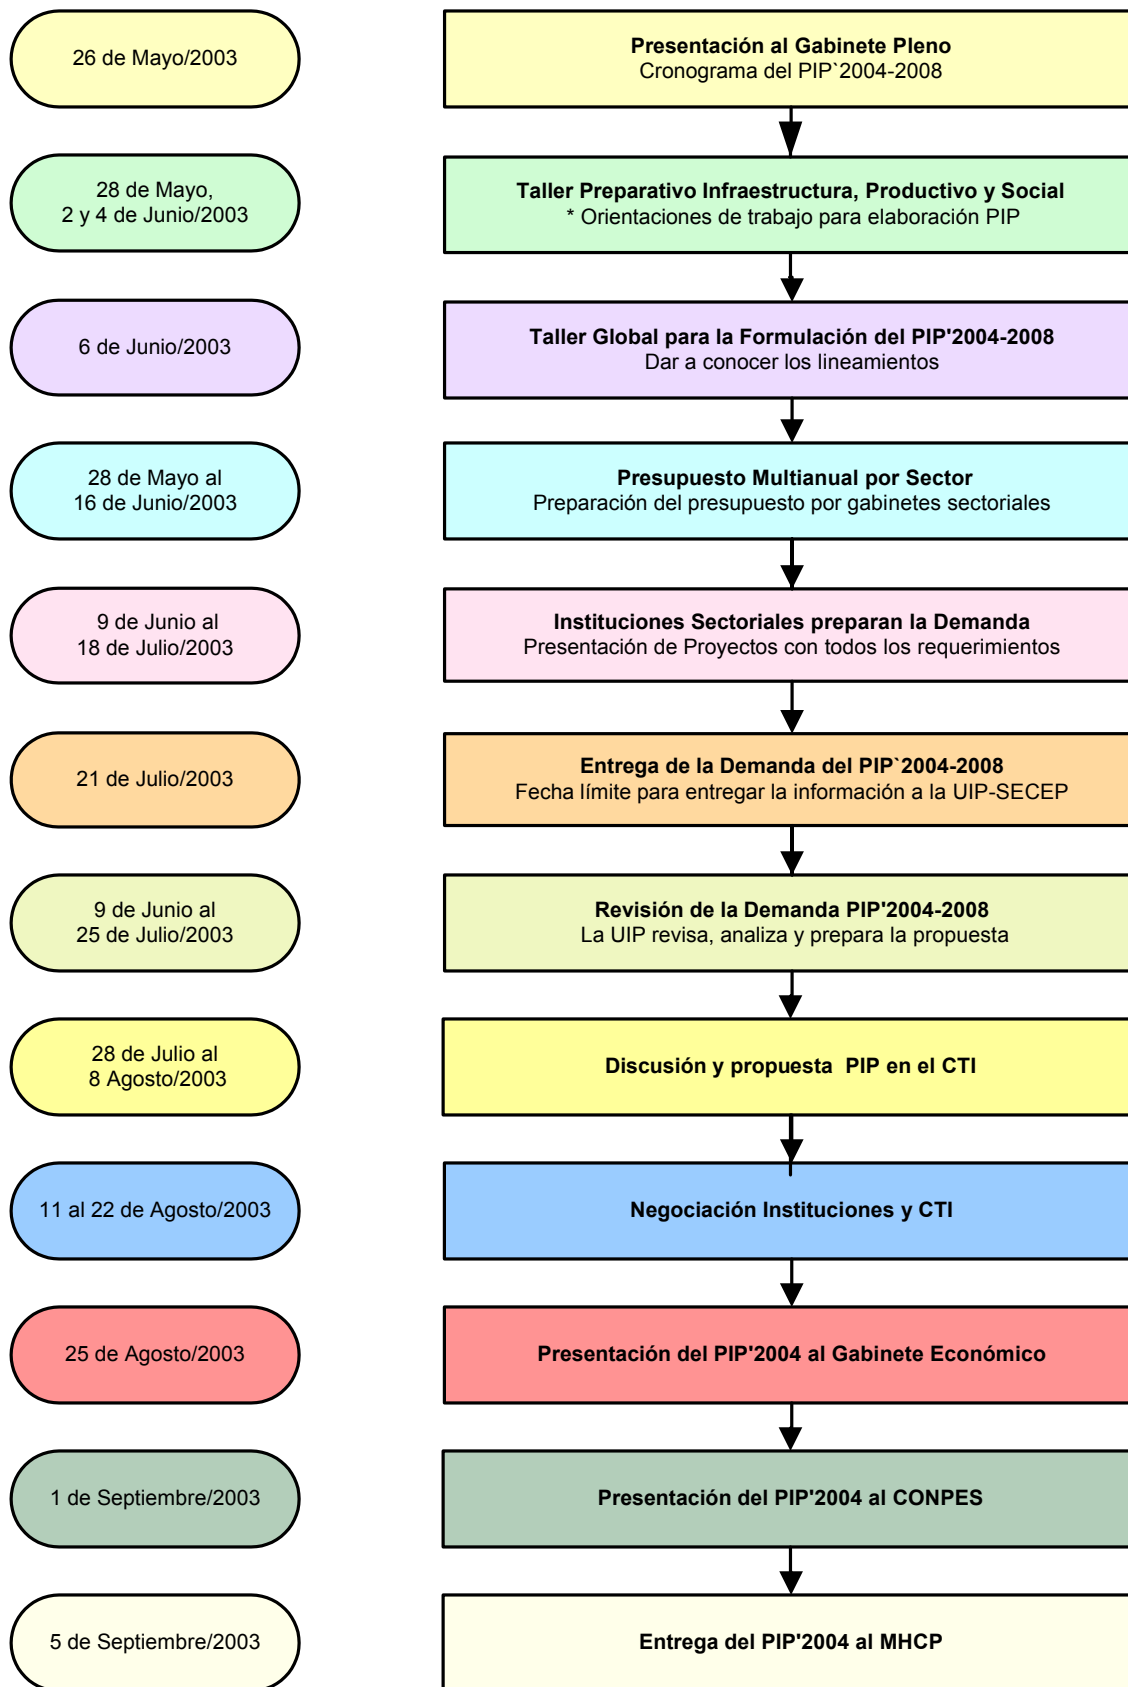 26 de Mayo/2003
Presentación al Gabinete Pleno
Cronograma del PIP`2004-2008
28 de Mayo,
2 y 4 de Junio/2003
Taller Preparativo Infraestructura, Productivo y Social
* Orientaciones de trabajo para elaboración PIP
6 de Junio/2003
Taller Global para la Formulación del PIP'2004-2008
Dar a conocer los lineamientos
28 de Mayo al
16 de Junio/2003
Presupuesto Multianual por Sector
Preparación del presupuesto por gabinetes sectoriales
9 de Junio al
18 de Julio/2003
Instituciones Sectoriales preparan la Demanda
Presentación de Proyectos con todos los requerimientos
21 de Julio/2003
Entrega de la Demanda del PIP`2004-2008
Fecha límite para entregar la información a la UIP-SECEP
9 de Junio al
25 de Julio/2003
Revisión de la Demanda PIP'2004-2008
La UIP revisa, analiza y prepara la propuesta
28 de Julio al
8 Agosto/2003
Discusión y propuesta  PIP en el CTI
11 al 22 de Agosto/2003
Negociación Instituciones y CTI
25 de Agosto/2003
Presentación del PIP'2004 al Gabinete Económico
1 de Septiembre/2003
Presentación del PIP'2004 al CONPES
5 de Septiembre/2003
Entrega del PIP'2004 al MHCP